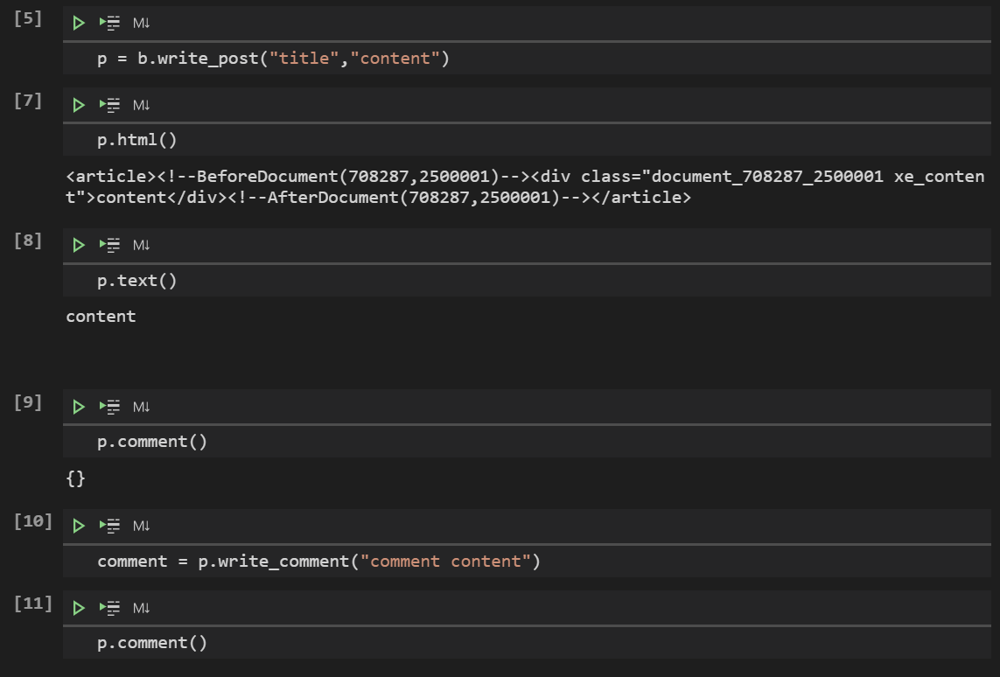 [5]
M↓
p = b.write_post("title","content")
[7]
M↓
p.html()
<article><!--BeforeDocument(708287,2500001)--><div class="document_708287_2500001 xe_conten
t">content</div><!--AfterDocument(708287,2500001)--></article>
[8]
M↓
p.text()
content
[9]
M↓
p.comment()
{}
[10]
M↓
comment = p.write_comment("comment content")
[11]
M↓
p.comment()